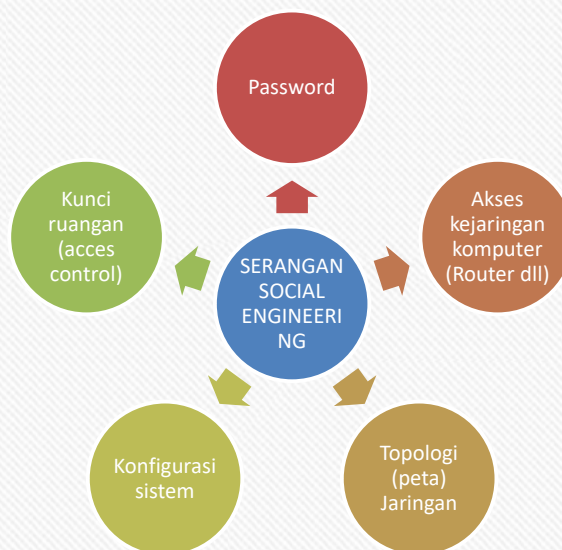 Password
Kunci
ruangan
(acces
control)
Akses
kejaringan
komputer
(Router dll)
SERANGAN
SOCIAL
ENGINEERI
NG
Konfigurasi
sistem
Topologi
(peta)
Jaringan